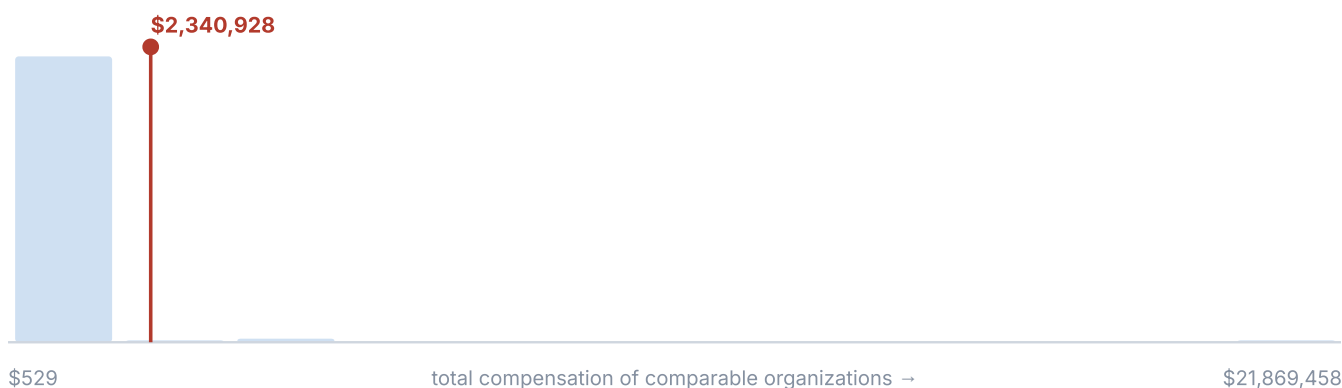 $2,340,928
$529 total compensation of comparable organizations → $21,869,458